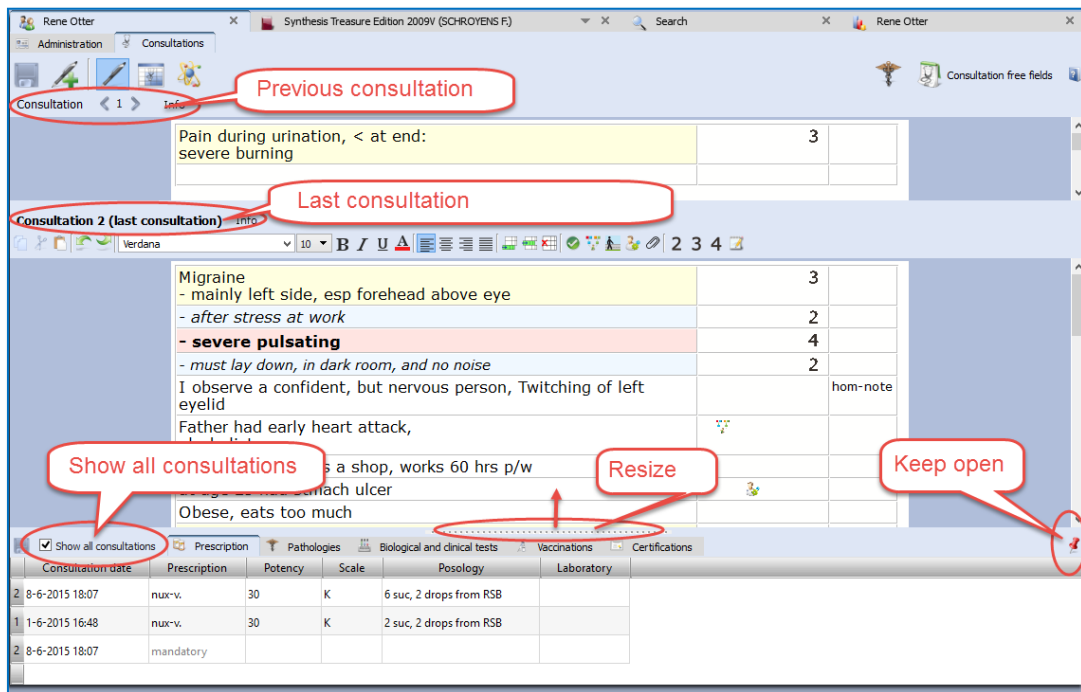 Rene Otter
Synthesis Treasure Edition 2009V (SCHROYENS F.)
Search
Rene Otter
Administration
Consultations
Consultation free fields
Previous consultation
Consultation 1 Info
Pain during urination, < at end: 3
severe burning
Last consultation
Consultation 2 (last consultation) Info
Verdana 10 B I U A 2 3 4
Migraine 3
- mainly left side, esp forehead above eye
- after stress at work 2
- severe pulsating 4
- must lay down, in dark room, and no noise 2
I observe a confident, but nervous person, Twitching of left hom-note
eyelid
Father had early heart attack,
Show all consultations
s a shop, works 60 hrs p/w
Resize
Keep open
ulcer
Obese, eats too much
Show all consultations Prescription Pathologies Biological and clinical tests Vaccinations Certifications
Consultation date Prescription Potency Scale Posology Laboratory
2 8-6-2015 18:07 nux-v. 30 K 6 suc, 2 drops from RSB
1 1-6-2015 16:48 nux-v. 30 K 2 suc, 2 drops from RSB
2 8-6-2015 18:07 mandatory